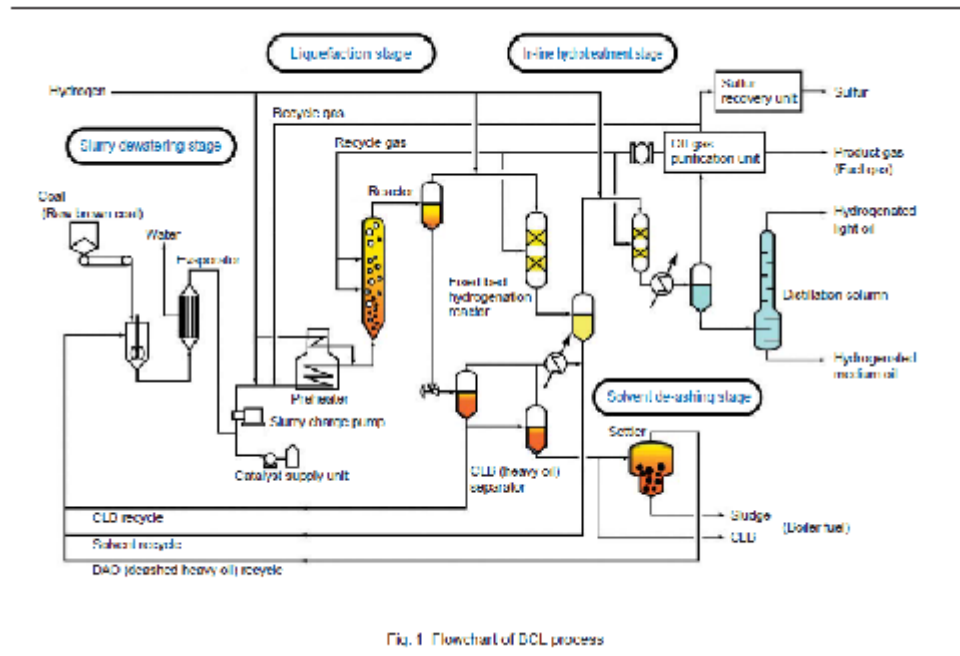 Liquefaction stage
In-line hydrotreatment stage
Hydrogen
Sulfur
recovery unit
Sulfur
Recycle gas
Slurry dewatering stage
Recycle gas
Off gas
purification unit
Product gas
(Fuel gas)
Coal
(Raw brown coal)
Reactor
Water
Hydrogenated
light oil
Evaporator
Fixed bed
hydrogenation
reactor
Distillation column
Preheater
Hydrogenated
medium oil
Solvent de-ashing stage
Slurry charge pump
Settler
Catalyst supply unit
CLB (heavy oil)
separator
CLB recycle
Sludge
(Boiler fuel)
CLB
Solvent recycle
DAO (deashed heavy oil) recycle
Fig. 1 Flowchart of BCL process